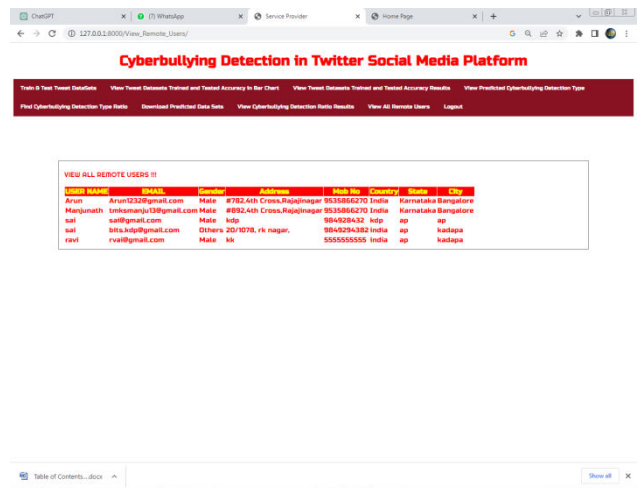 ChatGPT
(7) WhatsApp
Service Provider
Home Page
127.0.0.1:8000/View_Remote_Users/
Cyberbullying Detection in Twitter Social Media Platform
Train & Test Tweet DataSets View Tweet Datasets Trained and Tested Accuracy in Bar Chart View Tweet Datasets Trained and Tested Accuracy Results View Predicted Cyberbullying Detection Type
Find Cyberbullying Detection Type Ratio Download Predicted Data Sets View Cyberbullying Detection Ratio Results View All Remote Users Logout
VIEW ALL REMOTE USERS !!!
USER NAME EMAIL Gender Address Mob No Country State City
Arun Arun1232@gmail.com Male #782,4th Cross,Rajajinagar 9535866270 India Karnataka Bangalore
Manjunath tmksmanju13@gmail.com Male #892,4th Cross,Rajajinagar 9535866270 India Karnataka Bangalore
sai sai@gmail.com Male kdp 984928432 kdp ap ap
sai bits.kdp@gmail.com Others 20/1078, rk nagar, 9849294382 india ap kadapa
ravi rvai@gmail.com Male kk 5555555555 india ap kadapa
Table of Contents....docx
Show all